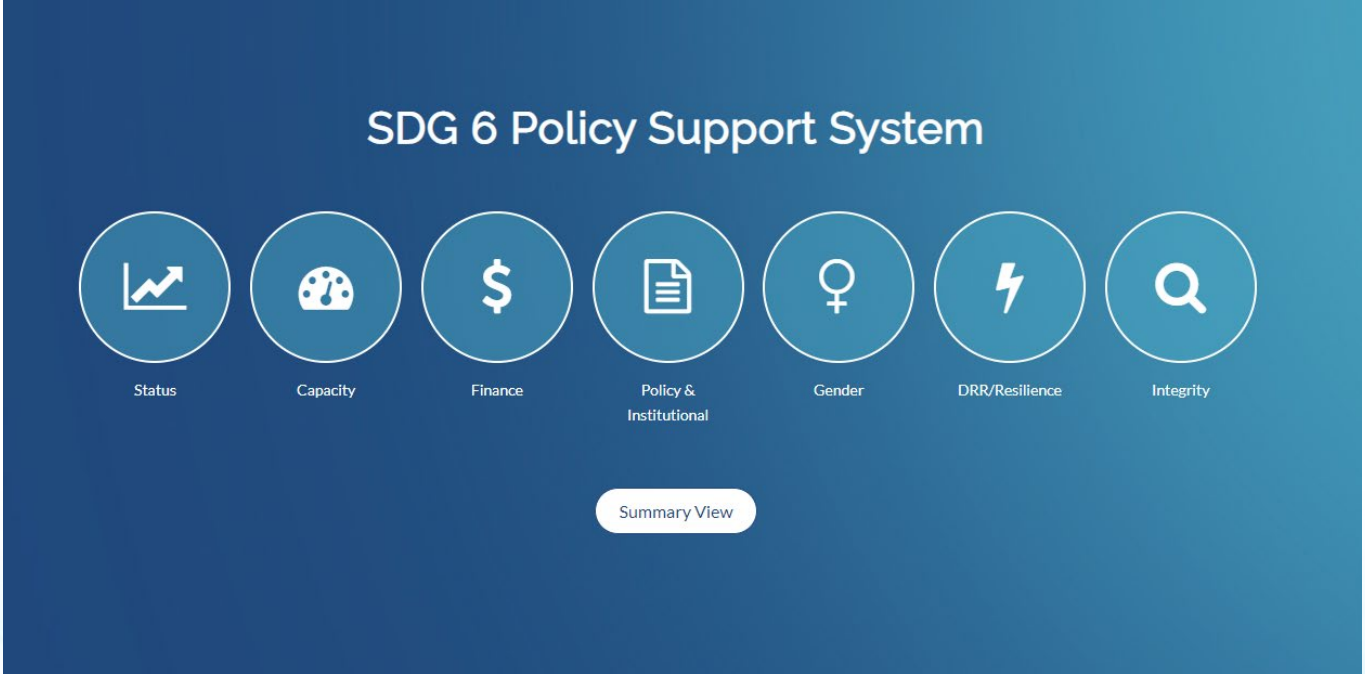 SDG 6 Policy Support System
Status
Capacity
Finance
Policy &
Institutional
Gender
DRR/Resilience
Integrity
Summary View